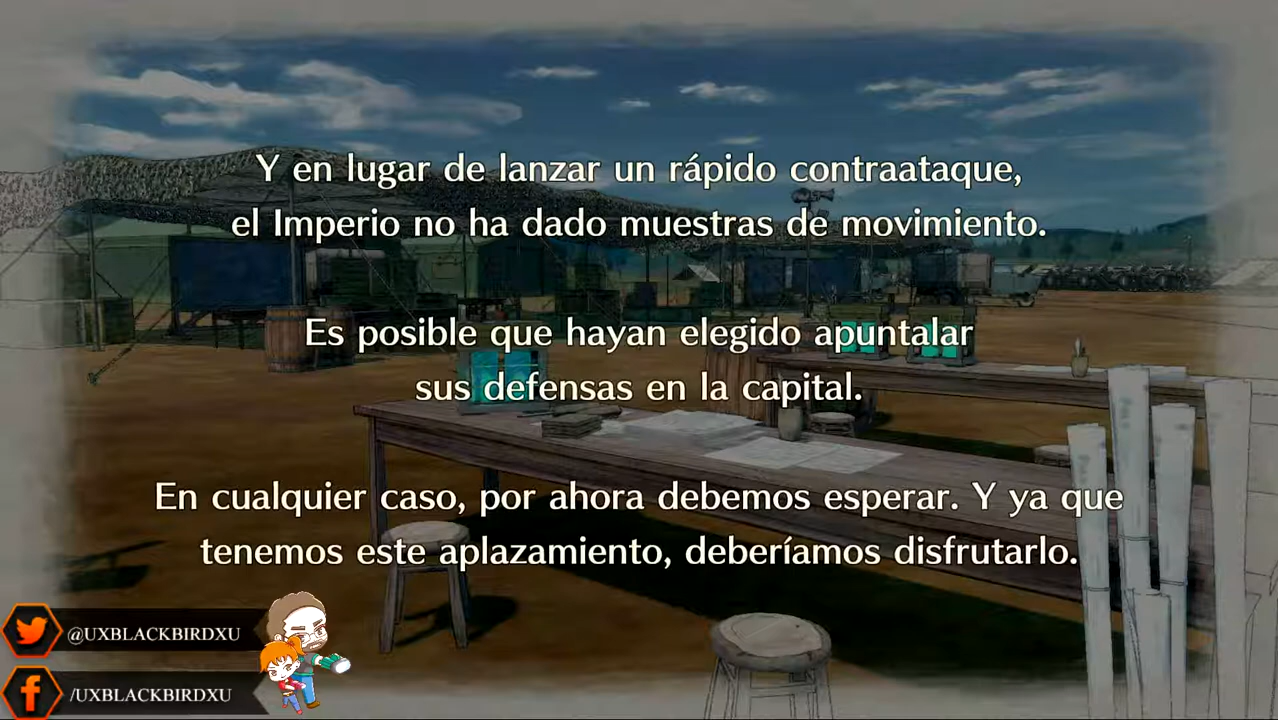 Y en lugar de lanzar un rápido contraataque,
el Imperio no ha dado muestras de movimiento.
Es posible que hayan elegido apuntalar
sus defensas en la capital.
En cualquier caso, por ahora debemos esperar. Y ya que
tenemos este aplazamiento, deberíamos disfrutarlo.
@UXBLACKBIRDXU
/UXBLACKBIRDXU